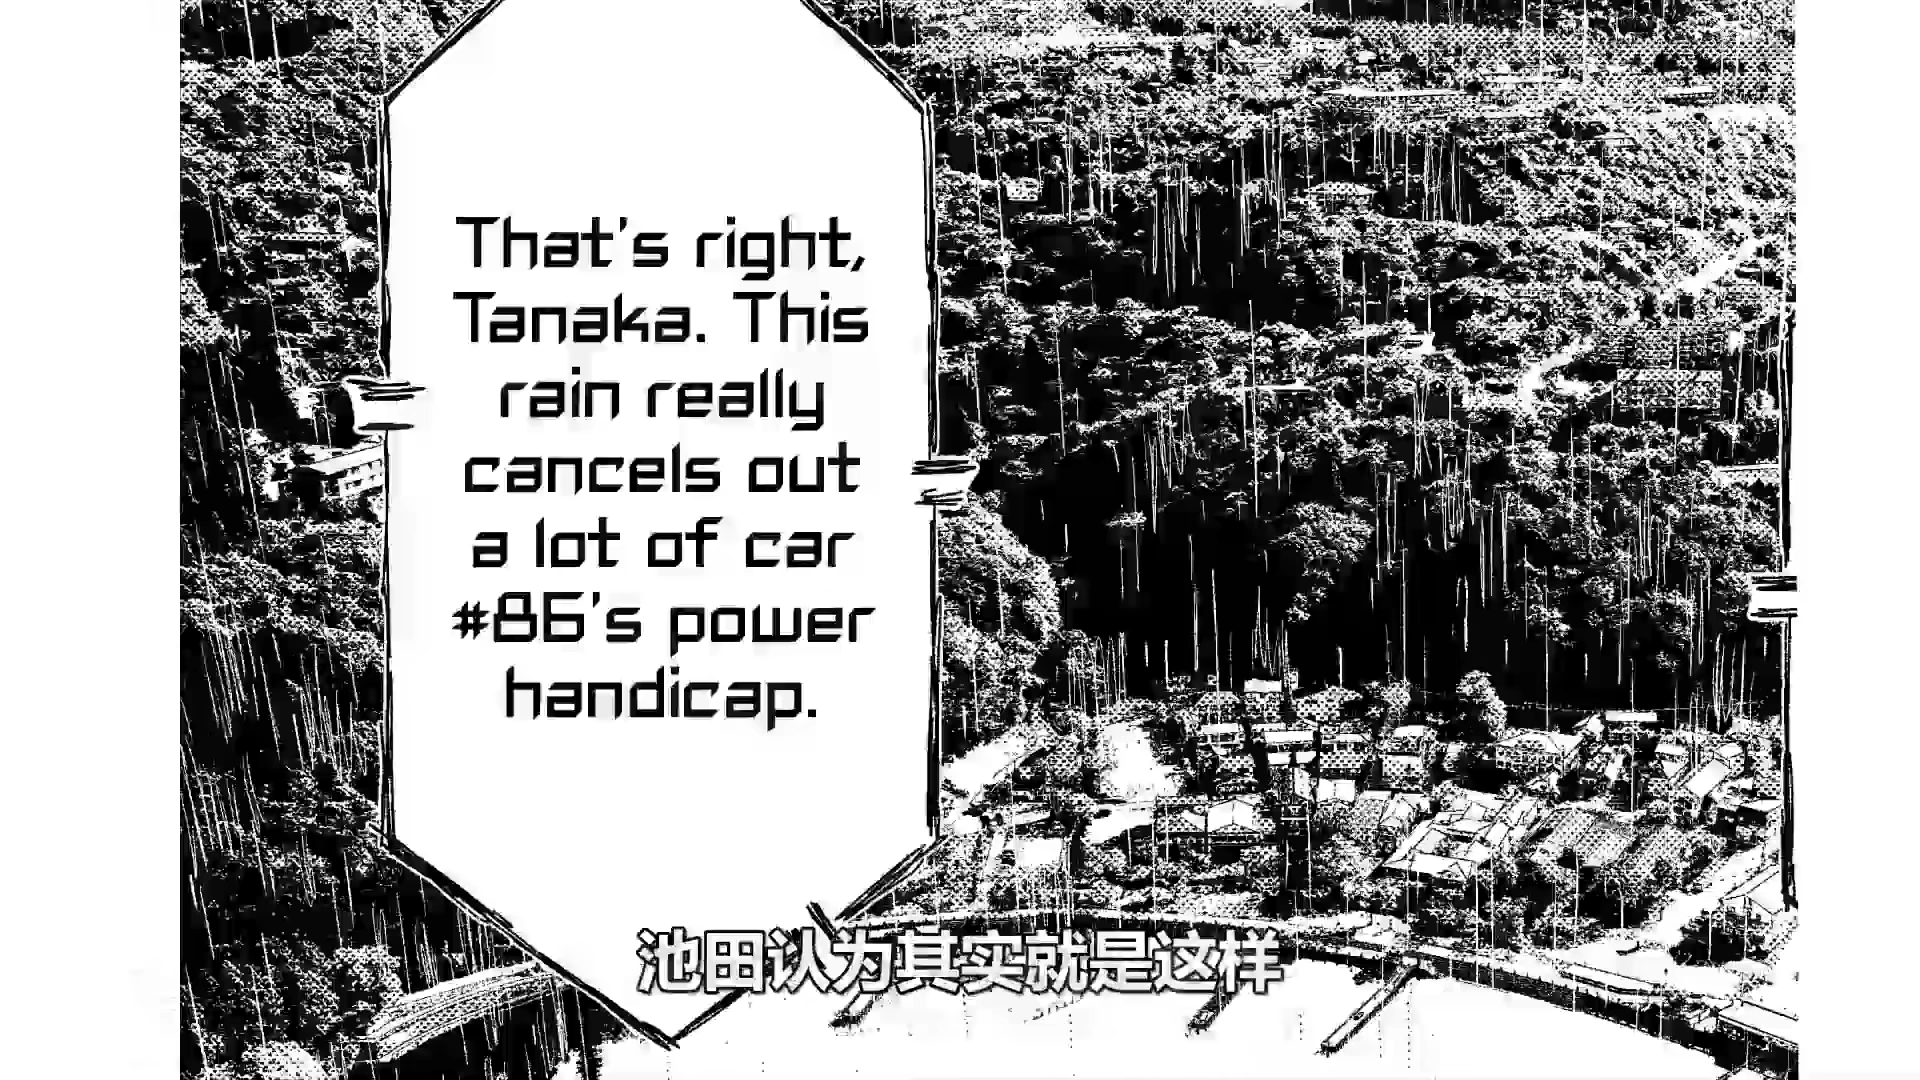 That's right,
Tanaka. This
rain really
cancels out
a lot of car
#86's power
handicap.
池田认为其实就是这样